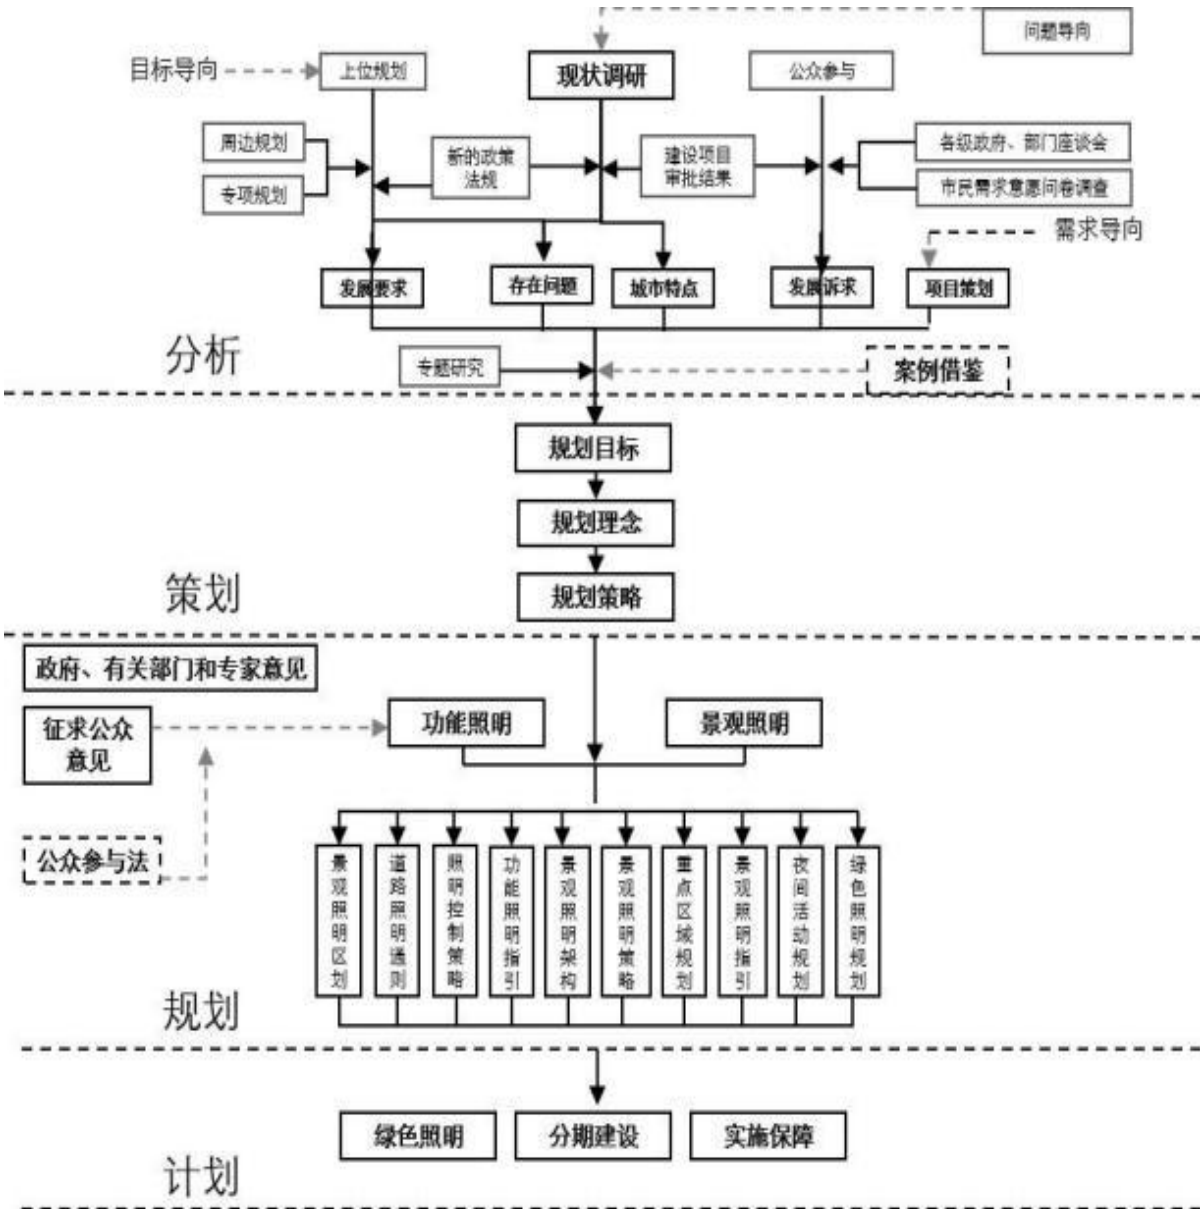 问题导向
目标导向
上位规划
现状调研
公众参与
周边规划
专项规划
新的政策
法规
建设项目
审批结果
各级政府、部门座谈会
市民需求意愿问卷调查
需求导向
发展要求
存在问题
城市特点
发展诉求
项目策划
分析
专题研究
案例借鉴
规划目标
规划理念
规划策略
策划
政府、有关部门和专家意见
征求公众
意见
功能照明
景观照明
公众参与法
景观照明区划
道路照明通则
照明控制策略
功能照明指引
景观照明架构
景观照明策略
重点区域规划
景观照明指引
夜间活动规划
绿色照明规划
规划
绿色照明
分期建设
实施保障
计划